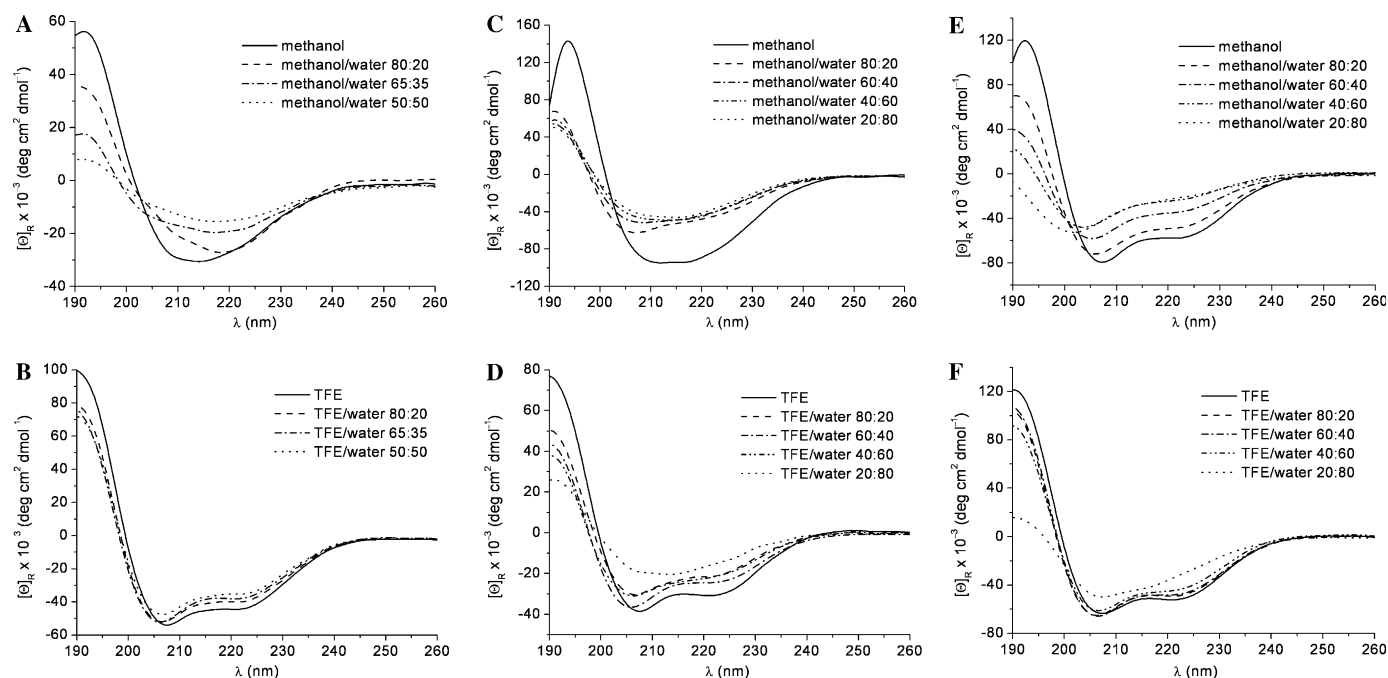 A
60
40
20
0
-20
-40
190 200 210 220 230 240 250 260
[Θ]R x 10⁻³ (deg cm² dmol⁻¹)
λ (nm)
methanol
methanol/water 80:20
methanol/water 65:35
methanol/water 50:50
C
160
120
80
40
0
-40
-80
-120
190 200 210 220 230 240 250 260
[Θ]R x 10⁻³ (deg cm² dmol⁻¹)
λ (nm)
methanol
methanol/water 80:20
methanol/water 60:40
methanol/water 40:60
methanol/water 20:80
E
120
80
40
0
-40
-80
190 200 210 220 230 240 250 260
[Θ]R x 10⁻³ (deg cm² dmol⁻¹)
λ (nm)
methanol
methanol/water 80:20
methanol/water 60:40
methanol/water 40:60
methanol/water 20:80
B
100
80
60
40
20
0
-20
-40
-60
190 200 210 220 230 240 250 260
[Θ]R x 10⁻³ (deg cm² dmol⁻¹)
λ (nm)
TFE
TFE/water 80:20
TFE/water 65:35
TFE/water 50:50
D
80
60
40
20
0
-20
-40
190 200 210 220 230 240 250 260
[Θ]R x 10⁻³ (deg cm² dmol⁻¹)
λ (nm)
TFE
TFE/water 80:20
TFE/water 60:40
TFE/water 40:60
TFE/water 20:80
F
120
80
40
0
-40
-80
190 200 210 220 230 240 250 260
[Θ]R x 10⁻³ (deg cm² dmol⁻¹)
λ (nm)
TFE
TFE/water 80:20
TFE/water 60:40
TFE/water 40:60
TFE/water 20:80